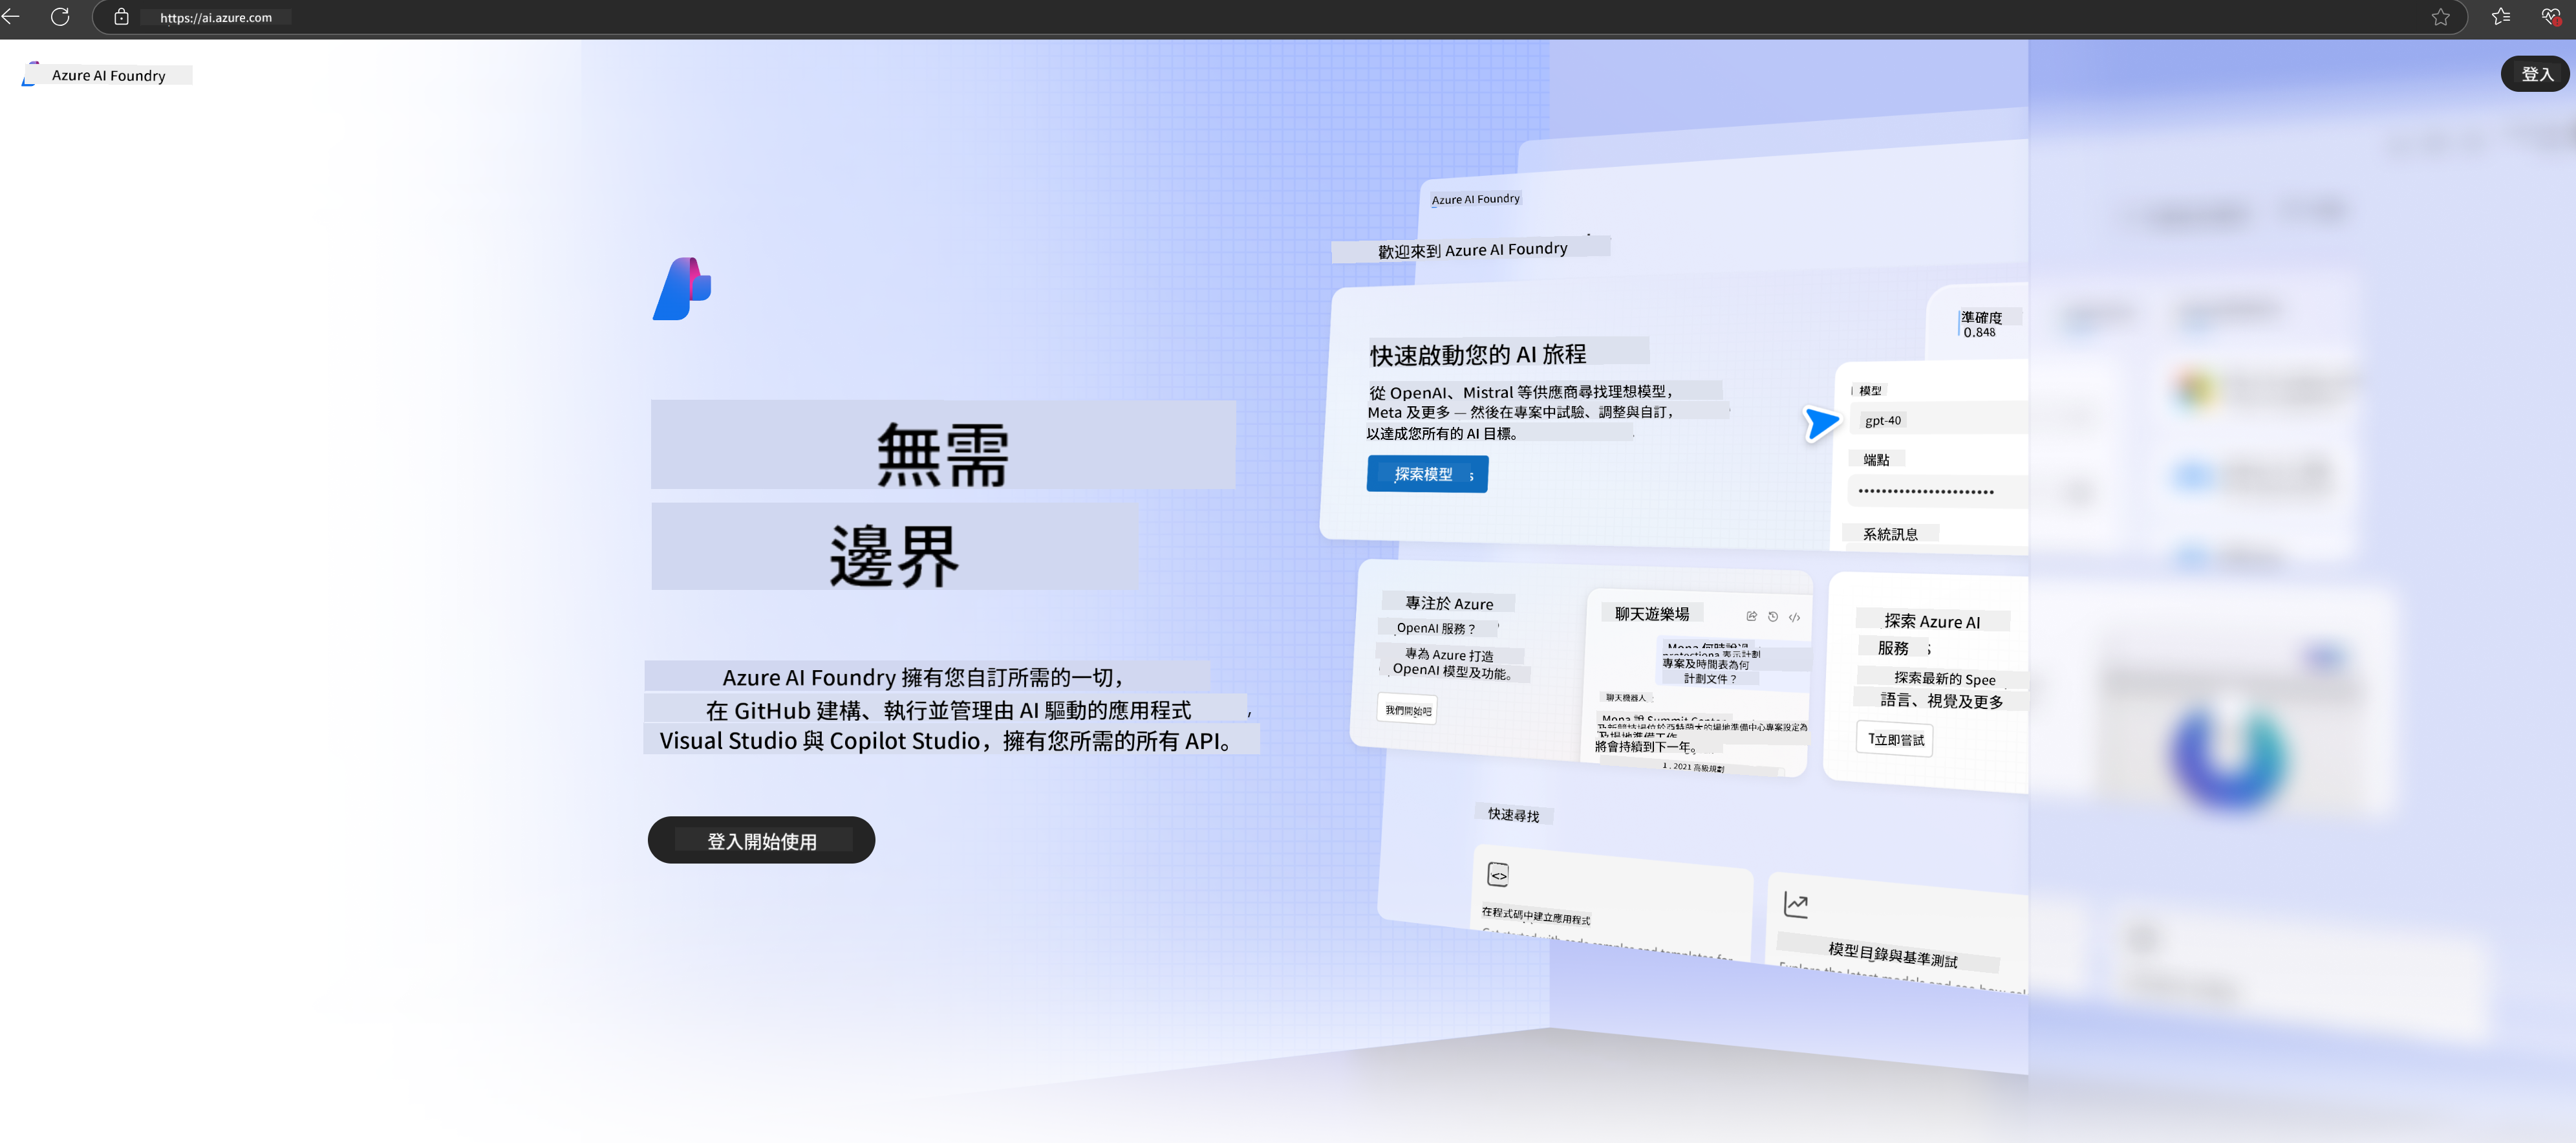 https://ai.azure.com
Azure AI Foundry
登入
無需
邊界
Azure AI Foundry 擁有您自訂所需的一切，
在 GitHub 建構、執行並管理由 AI 驅動的應用程式
Visual Studio 與 Copilot Studio，擁有您所需的所有 API。
登入開始使用
Azure AI Foundry
歡迎來到 Azure AI Foundry
快速啟動您的 AI 旅程
從 OpenAI、Mistral 等供應商尋找理想模型，
Meta 及更多 — 然後在專案中試驗、調整與自訂，
以達成您所有的 AI 目標。
探索模型
準確度
0.848
模型
gpt-40
端點
系統訊息
專注於 Azure
OpenAI 服務？
專為 Azure 打造
OpenAI 模型及功能。
我們開始吧
聊天遊樂場
專案及時間表為何
計劃文件？
聊天機器人
將會持續到下一年。
1 , 2021 高級規劃
探索 Azure AI
服務
探索最新的 Spee
語言、視覺及更多
立即嘗試
快速尋找
在程式碼中建立應用程式
模型目錄與基準測試